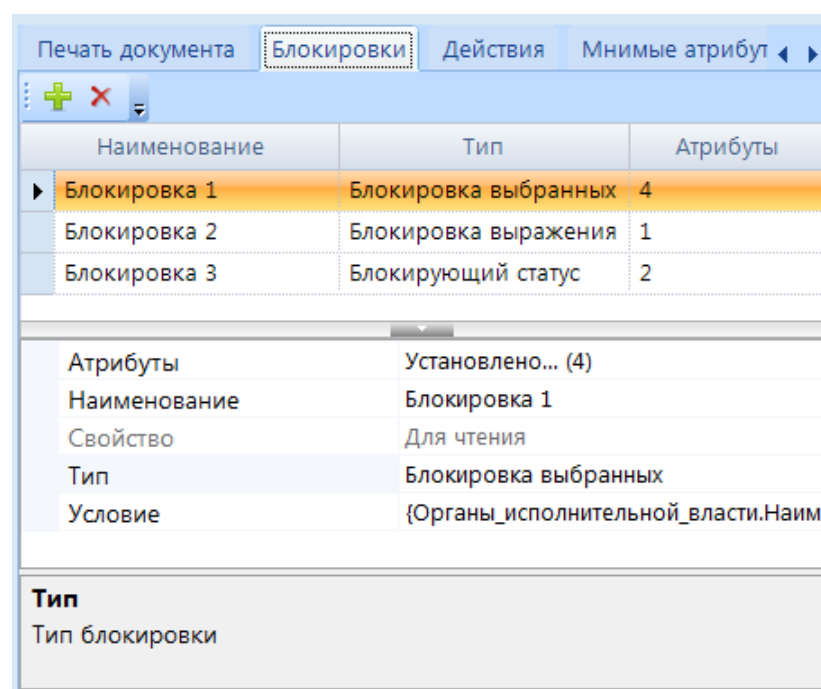 Печать документа Блокировки Действия Мнимые атрибут
Наименование Тип Атрибуты
Блокировка 1 Блокировка выбранных 4
Блокировка 2 Блокировка выражения 1
Блокировка 3 Блокирующий статус 2
Атрибуты Установлено... (4)
Наименование Блокировка 1
Свойство Для чтения
Тип Блокировка выбранных
Условие {Органы_исполнительной_власти.Наим
Тип
Тип блокировки